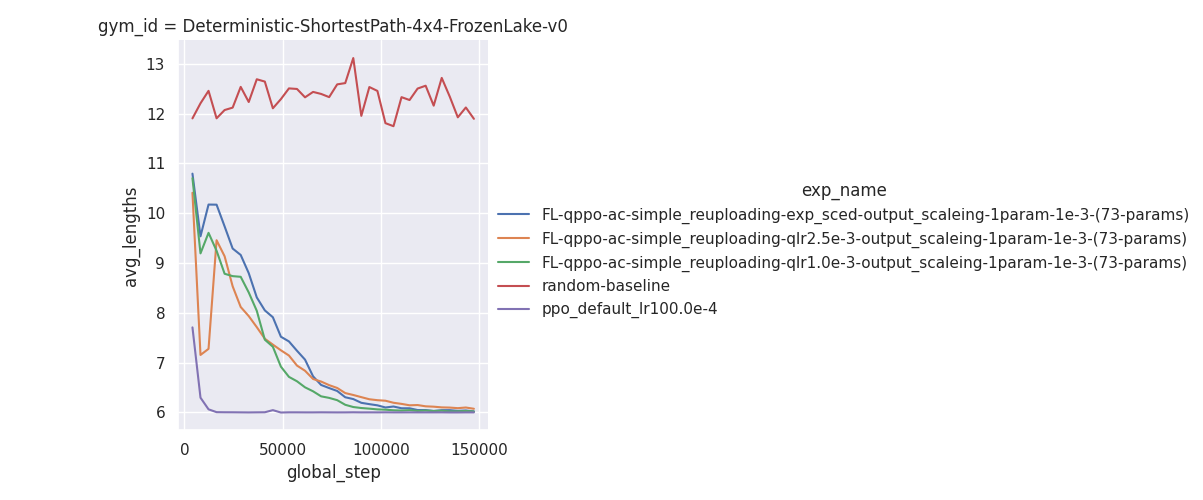 gym_id = Deterministic-ShortestPath-4x4-FrozenLake-v0
13
12
11
10
9
8
7
6
avg_lengths
0
50000
100000
150000
global_step
exp_name
FL-qppo-ac-simple_reuploading-exp_sced-output_scaleing-1param-1e-3-(73-params)
FL-qppo-ac-simple_reuploading-qlr2.5e-3-output_scaleing-1param-1e-3-(73-params)
FL-qppo-ac-simple_reuploading-qlr1.0e-3-output_scaleing-1param-1e-3-(73-params)
random-baseline
ppo_default_lr100.0e-4